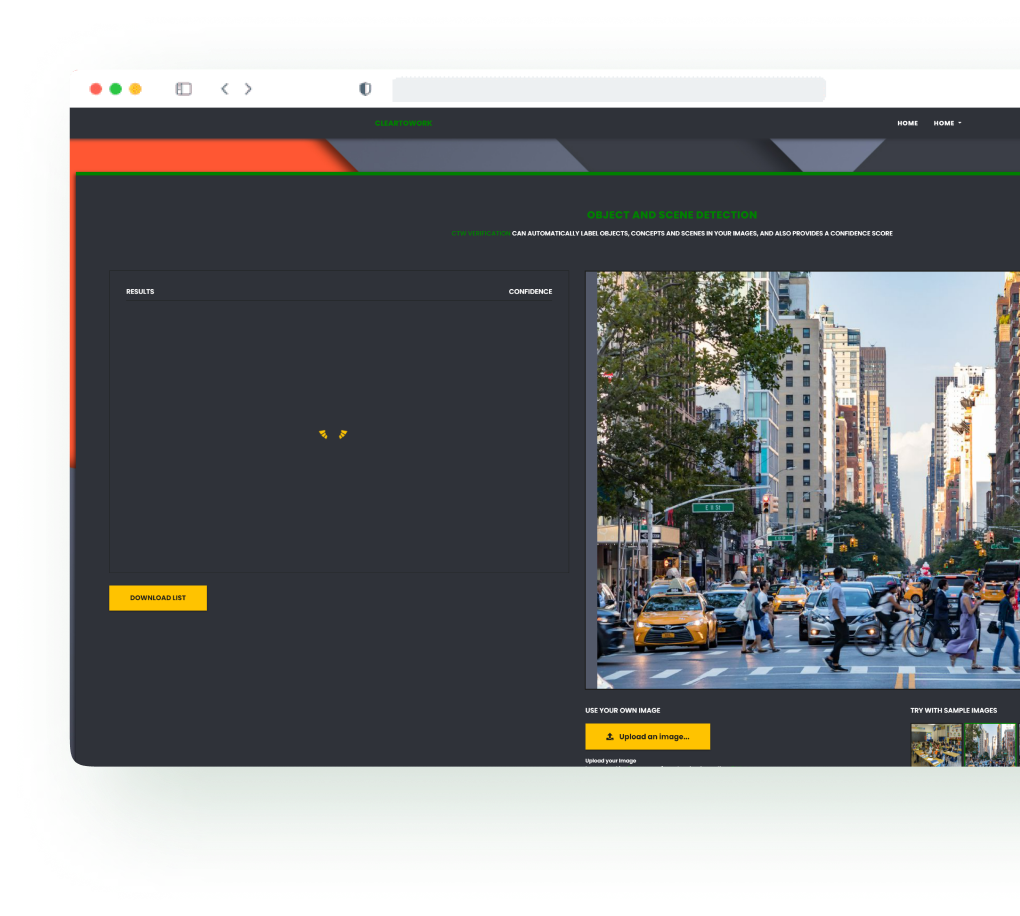 CLEARTOWORK
HOME
HOME
OBJECT AND SCENE DETECTION
CTW VERIFICATION CAN AUTOMATICALLY LABEL OBJECTS, CONCEPTS AND SCENES IN YOUR IMAGES, AND ALSO PROVIDES A CONFIDENCE SCORE
RESULTS
CONFIDENCE
E 8 St
DOWNLOAD LIST
USE YOUR OWN IMAGE
TRY WITH SAMPLE IMAGES
Upload an image...
Upload your Image